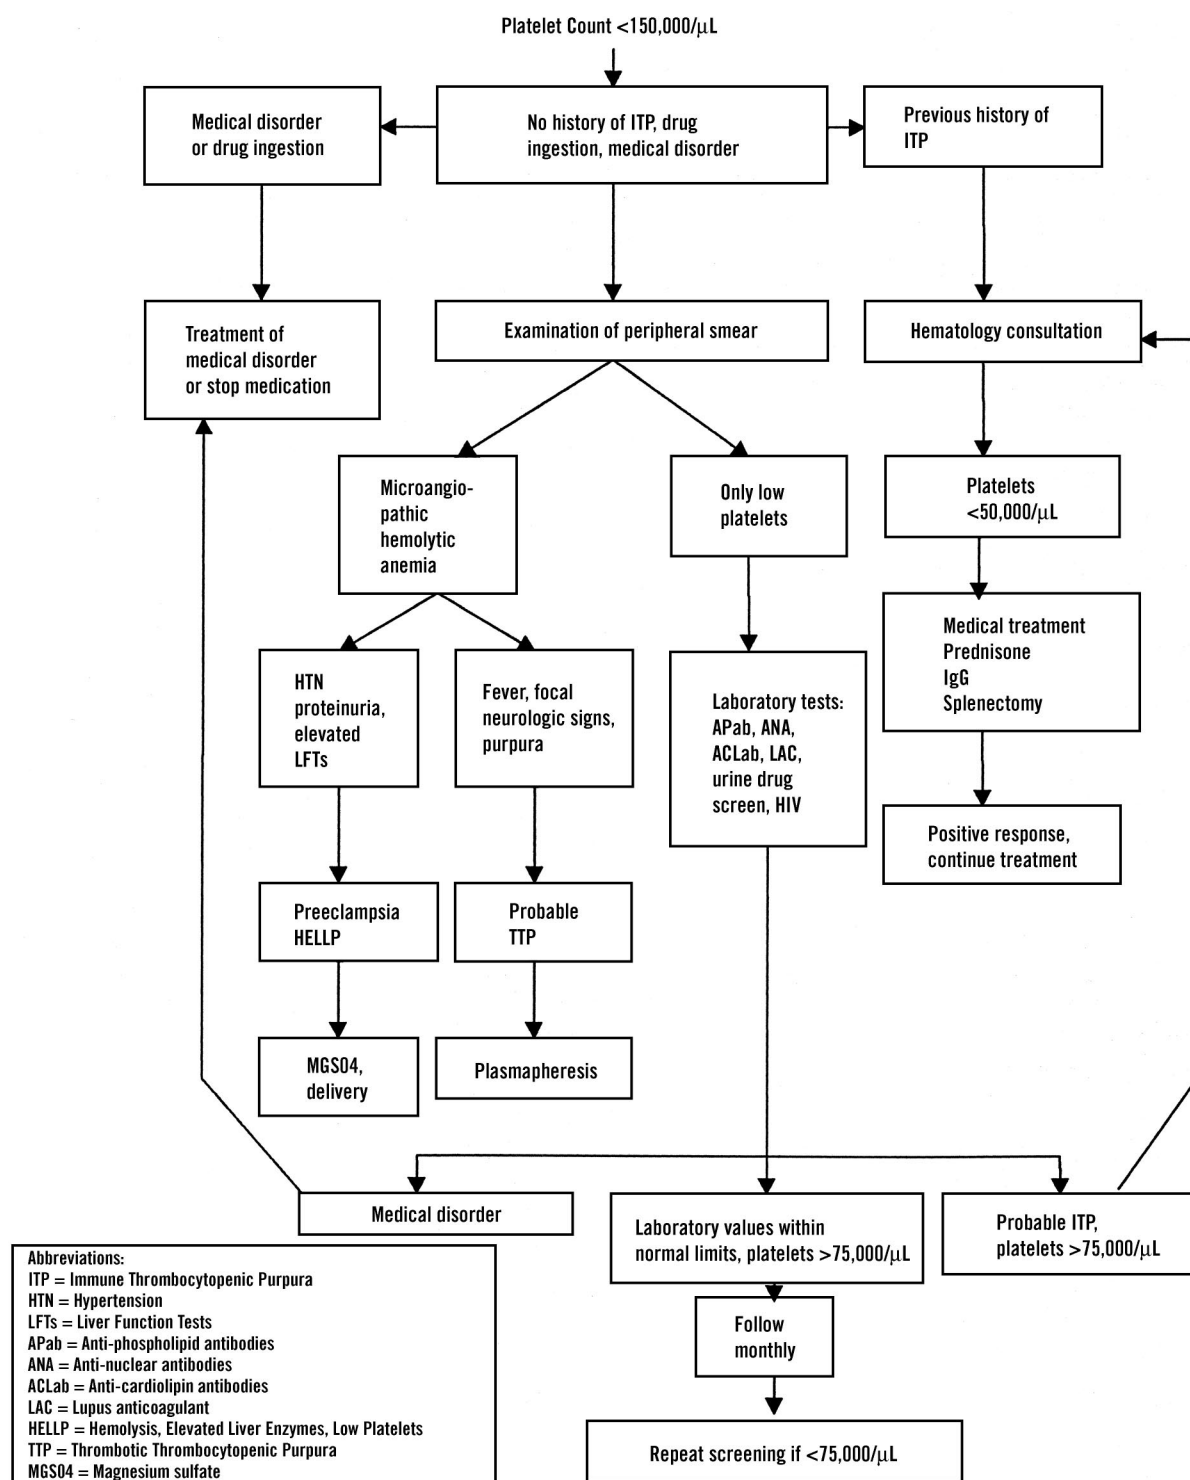 Platelet Count <150,000/µL
Medical disorder
or drug ingestion
No history of ITP, drug
ingestion, medical disorder
Previous history of
ITP
Treatment of
medical disorder
or stop medication
Examination of peripheral smear
Hematology consultation
Microangio-
pathic
hemolytic
anemia
Only low
platelets
Platelets
<50,000/µL
HTN
proteinuria,
elevated
LFTs
Fever, focal
neurologic signs,
purpura
Laboratory tests:
APab, ANA,
ACLab, LAC,
urine drug
screen, HIV
Medical treatment
Prednisone
IgG
Splenectomy
Positive response,
continue treatment
Preeclampsia
HELLP
Probable
TTP
MGS04,
delivery
Plasmapheresis
Medical disorder
Laboratory values within
normal limits, platelets >75,000/µL
Probable ITP,
platelets >75,000/µL
Follow
monthly
Repeat screening if <75,000/µL
Abbreviations:
ITP = Immune Thrombocytopenic Purpura
HTN = Hypertension
LFTs = Liver Function Tests
APab = Anti-phospholipid antibodies
ANA = Anti-nuclear antibodies
ACLab = Anti-cardiolipin antibodies
LAC = Lupus anticoagulant
HELLP = Hemolysis, Elevated Liver Enzymes, Low Platelets
TTP = Thrombotic Thrombocytopenic Purpura
MGS04 = Magnesium sulfate